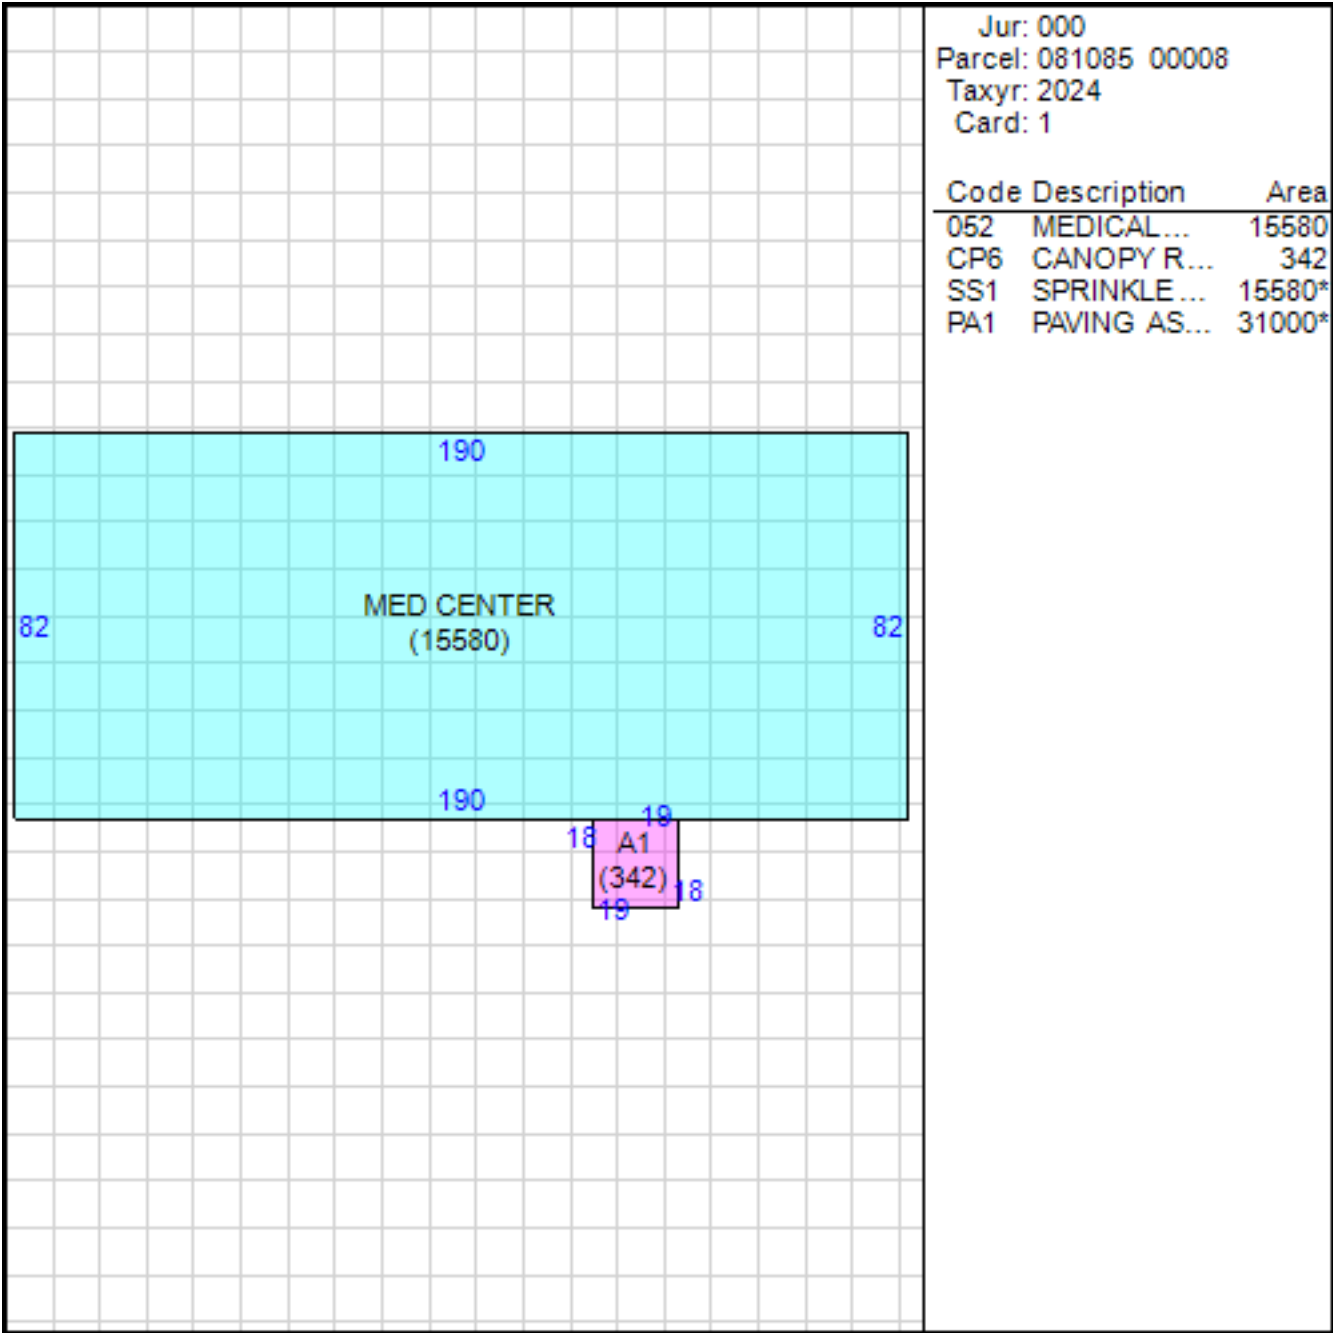 Jur: 000
Parcel: 081085 00008
Taxyr: 2024
Card: 1
Code Description Area
052 MEDICAL... 15580
CP6 CANOPY R... 342
SS1 SPRINKLE... 15580*
PA1 PAVING AS... 31000*
190
MED CENTER
(15580)
82
82
190
19
18
A1
(342)
18
19